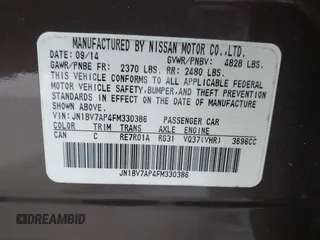 MANUFACTURED BY NISSAN MOTOR CO.,LTD.
DATE: 09/14 GVWR/PNBV: 4828 LBS.
GAWR/PNBE FR: 2370 LBS. RR: 2480 LBS.
THIS VEHICLE CONFORMS TO ALL APPLICABLE FEDERAL
MOTOR VEHICLE SAFETY,BUMPER,AND THEFT PREVENTION
STANDARDS IN EFFECT ON THE DATE OF MANUFACTURE
SHOWN ABOVE.
VIN:JN1BV7AP4FM330386 PASSENGER CAR
CTRY COLOR TRIM TRANS AXLE ENGINE
CAN C RE7R01A RG31 VQ37(VHR) 3696CC
JN1BV7AP4FM330386
DREAMBID